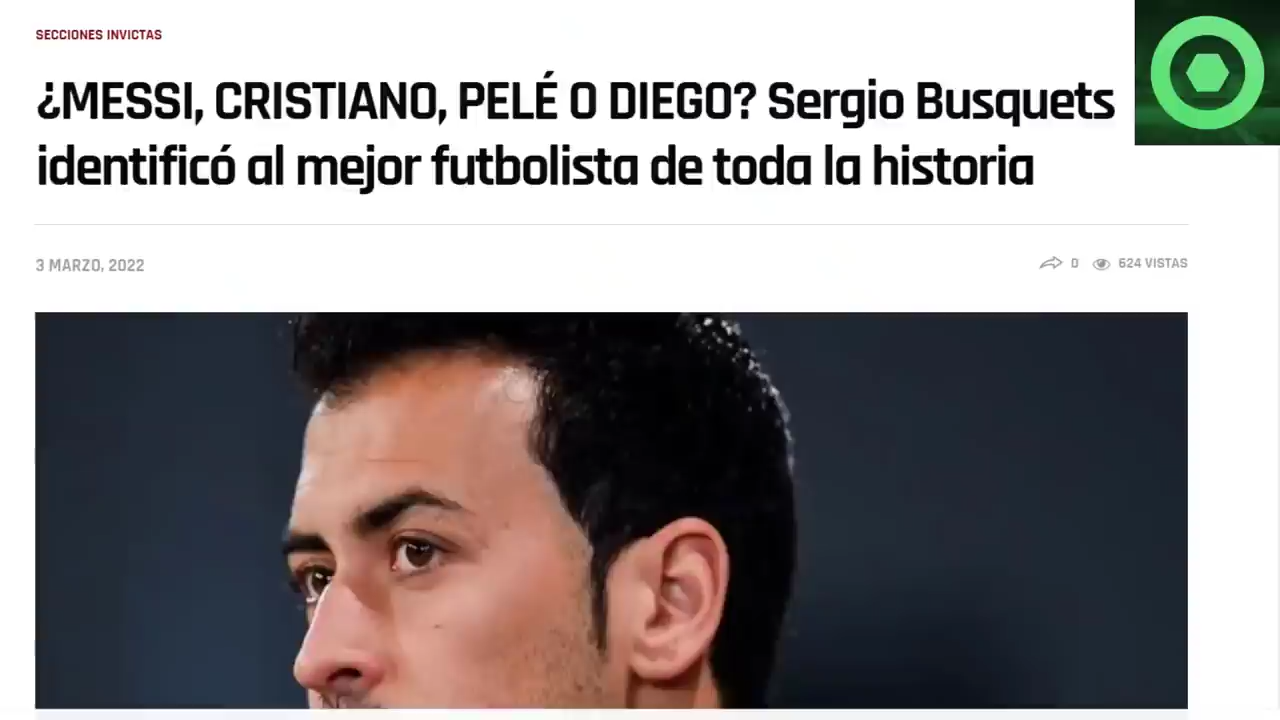 SECCIONES INVICTAS
¿MESSI, CRISTIANO, PELÉ O DIEGO? Sergio Busquets
identificó al mejor futbolista de toda la historia
3 MARZO, 2022
0 624 VISTAS